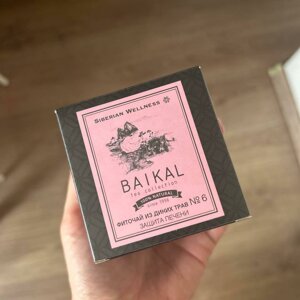 SIBERIAN WELLNESS
BAIKAL
tea collection
100% NATURAL
since 1996
ФИТОЧАЙ ИЗ ДИКИХ ТРАВ № 6
ЗАЩИТА ПЕЧЕНИ